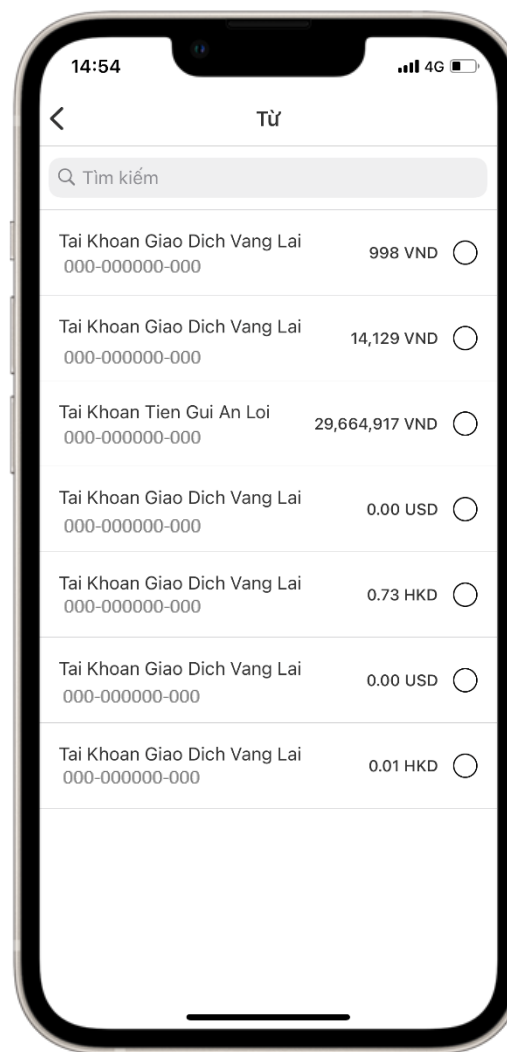 14:54
4G
Từ
Tìm kiếm
Tai Khoan Giao Dich Vang Lai
998 VND
000-000000-000
Tai Khoan Giao Dich Vang Lai
14,129 VND
000-000000-000
Tai Khoan Tien Gui An Loi
29,664,917 VND
000-000000-000
Tai Khoan Giao Dich Vang Lai
0.00 USD
000-000000-000
Tai Khoan Giao Dich Vang Lai
0.73 HKD
000-000000-000
Tai Khoan Giao Dich Vang Lai
0.00 USD
000-000000-000
Tai Khoan Giao Dich Vang Lai
0.01 HKD
000-000000-000